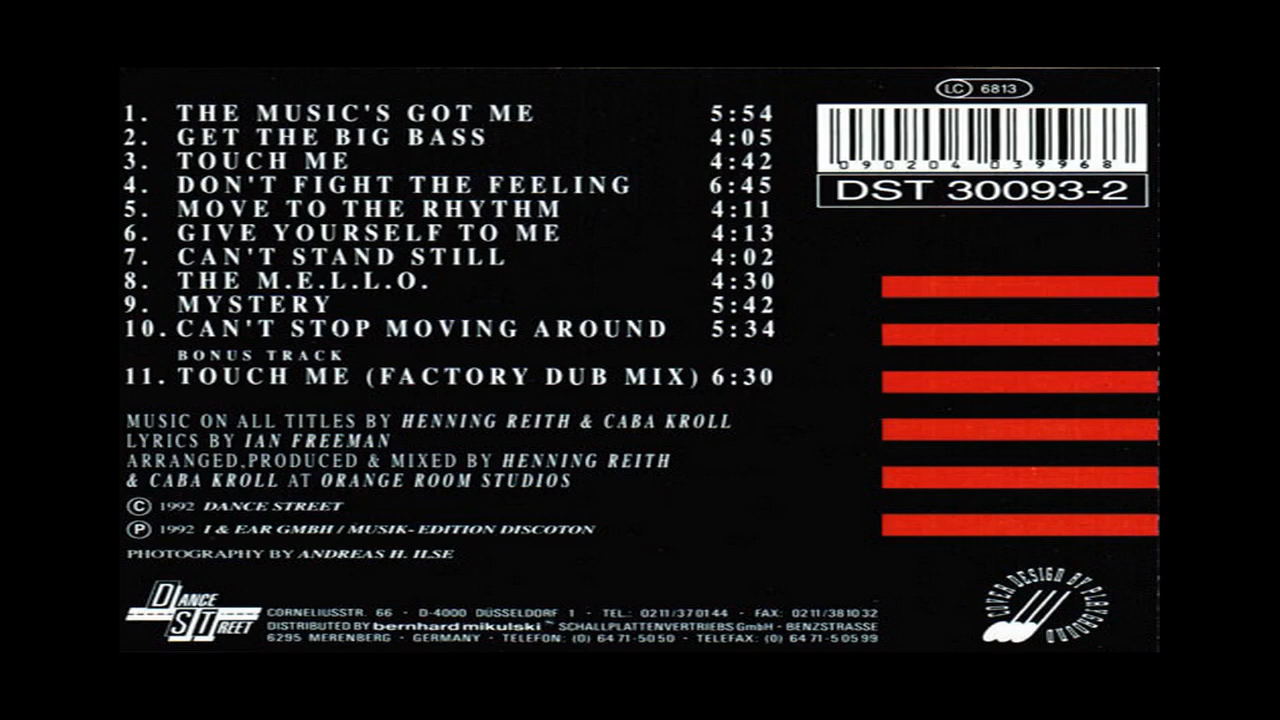 LC 6813
1. THE MUSIC'S GOT ME 5:54
2. GET THE BIG BASS 4:05
3. TOUCH ME 4:42
4. DON'T FIGHT THE FEELING 6:45
5. MOVE TO THE RHYTHM 4:11
6. GIVE YOURSELF TO ME 4:13
7. CAN'T STAND STILL 4:02
8. THE M.E.L.L.O. 4:30
9. MYSTERY 5:42
10. CAN'T STOP MOVING AROUND 5:34
BONUS TRACK
11. TOUCH ME (FACTORY DUB MIX) 6:30
090204 039968
DST 30093-2
MUSIC ON ALL TITLES BY HENNING REITH & CABA KROLL
LYRICS BY IAN FREEMAN
ARRANGED,PRODUCED & MIXED BY HENNING REITH
& CABA KROLL AT ORANGE ROOM STUDIOS
C 1992 DANCE STREET
P 1992 I & EAR GMBH / MUSIK-EDITION DISCOTON
PHOTOGRAPHY BY ANDREAS H. ILSE
DANCE
STREET
CORNELIUSSTR. 66 - D-4000 DÜSSELDORF 1 - TEL.: 0211/370144 - FAX: 0211/381032
DISTRIBUTED BY bernhard mikulski™ SCHALLPLATTENVERTRIEBS GmbH - BENZSTRASSE
6295 MERENBERG - GERMANY - TELEFON: (0) 64 71-50 50 - TELEFAX: (0) 64 71-5 05 99
COVER DESIGN BY PLAYGROUND